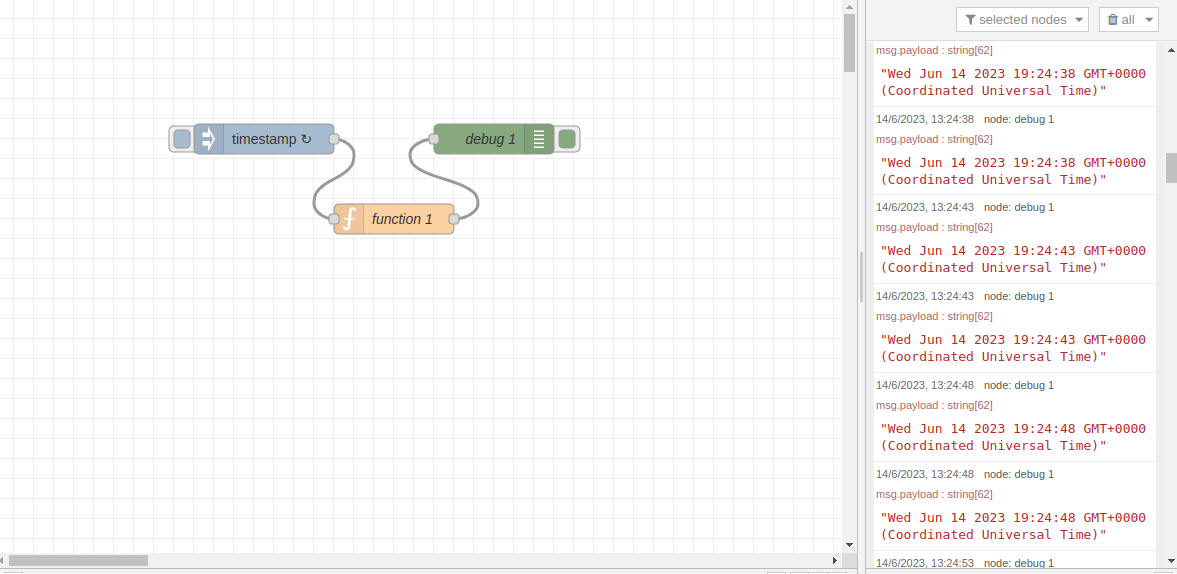 selected nodes
all
timestamp ↻
debug 1
function 1
msg.payload : string[62]
"Wed Jun 14 2023 19:24:38 GMT+0000
(Coordinated Universal Time)"
14/6/2023, 13:24:38 node: debug 1
msg.payload : string[62]
"Wed Jun 14 2023 19:24:38 GMT+0000
(Coordinated Universal Time)"
14/6/2023, 13:24:43 node: debug 1
msg.payload : string[62]
"Wed Jun 14 2023 19:24:43 GMT+0000
(Coordinated Universal Time)"
14/6/2023, 13:24:43 node: debug 1
msg.payload : string[62]
"Wed Jun 14 2023 19:24:43 GMT+0000
(Coordinated Universal Time)"
14/6/2023, 13:24:48 node: debug 1
msg.payload : string[62]
"Wed Jun 14 2023 19:24:48 GMT+0000
(Coordinated Universal Time)"
14/6/2023, 13:24:48 node: debug 1
msg.payload : string[62]
"Wed Jun 14 2023 19:24:48 GMT+0000
(Coordinated Universal Time)"
14/6/2023, 13:24:53 node: debug 1